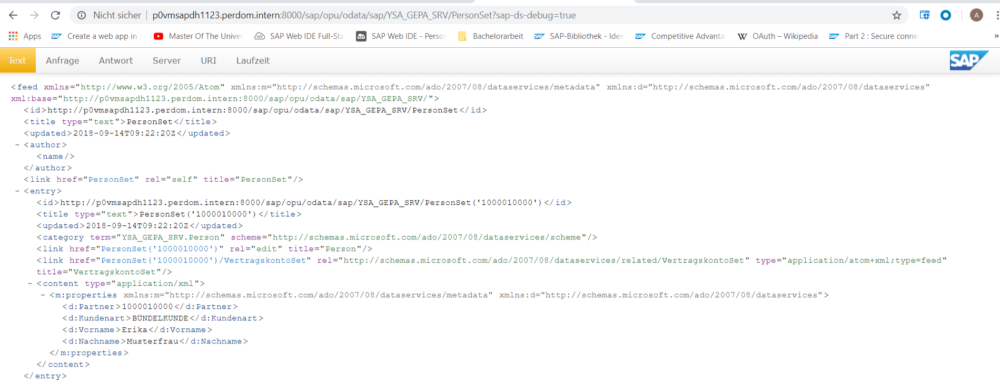 Nicht sicher | p0vmsapdh1123.perdom.intern:8000/sap/opu/odata/sap/YSA_GEPA_SRV/PersonSet?sap-ds-debug=true A
Apps SAP Create a web app in J Master Of The Univer SAP Web IDE Full-Sta SAP Web IDE - Perso Bachelorarbeit SAP SAP-Bibliothek - Iden SAP Competitive Advanta W OAuth – Wikipedia SAP Part 2 : Secure conne »
Text Anfrage Antwort Server URI Laufzeit SAP
<feed xmlns="http://www.w3.org/2005/Atom" xmlns:m="http://schemas.microsoft.com/ado/2007/08/dataservices/metadata" xmlns:d="http://schemas.microsoft.com/ado/2007/08/dataservices"
xml:base="http://p0vmsapdh1123.perdom.intern:8000/sap/opu/odata/sap/YSA_GEPA_SRV/">
<id>http://p0vmsapdh1123.perdom.intern:8000/sap/opu/odata/sap/YSA_GEPA_SRV/PersonSet</id>
<title type="text">PersonSet</title>
<updated>2018-09-14T09:22:20Z</updated>
- <author>
<name/>
</author>
<link href="PersonSet" rel="self" title="PersonSet"/>
- <entry>
<id>http://p0vmsapdh1123.perdom.intern:8000/sap/opu/odata/sap/YSA_GEPA_SRV/PersonSet('1000010000')</id>
<title type="text">PersonSet('1000010000')</title>
<updated>2018-09-14T09:22:20Z</updated>
<category term="YSA_GEPA_SRV.Person" scheme="http://schemas.microsoft.com/ado/2007/08/dataservices/scheme"/>
<link href="PersonSet('1000010000')" rel="edit" title="Person"/>
<link href="PersonSet('1000010000')/VertragskontoSet" rel="http://schemas.microsoft.com/ado/2007/08/dataservices/related/VertragskontoSet" type="application/atom+xml;type=feed"
title="VertragskontoSet"/>
- <content type="application/xml">
- <m:properties xmlns:m="http://schemas.microsoft.com/ado/2007/08/dataservices/metadata" xmlns:d="http://schemas.microsoft.com/ado/2007/08/dataservices">
<d:Partner>1000010000</d:Partner>
<d:Kundenart>BÜNDELKUNDE</d:Kundenart>
<d:Vorname>Erika</d:Vorname>
<d:Nachname>Musterfrau</d:Nachname>
</m:properties>
</content>
</entry>